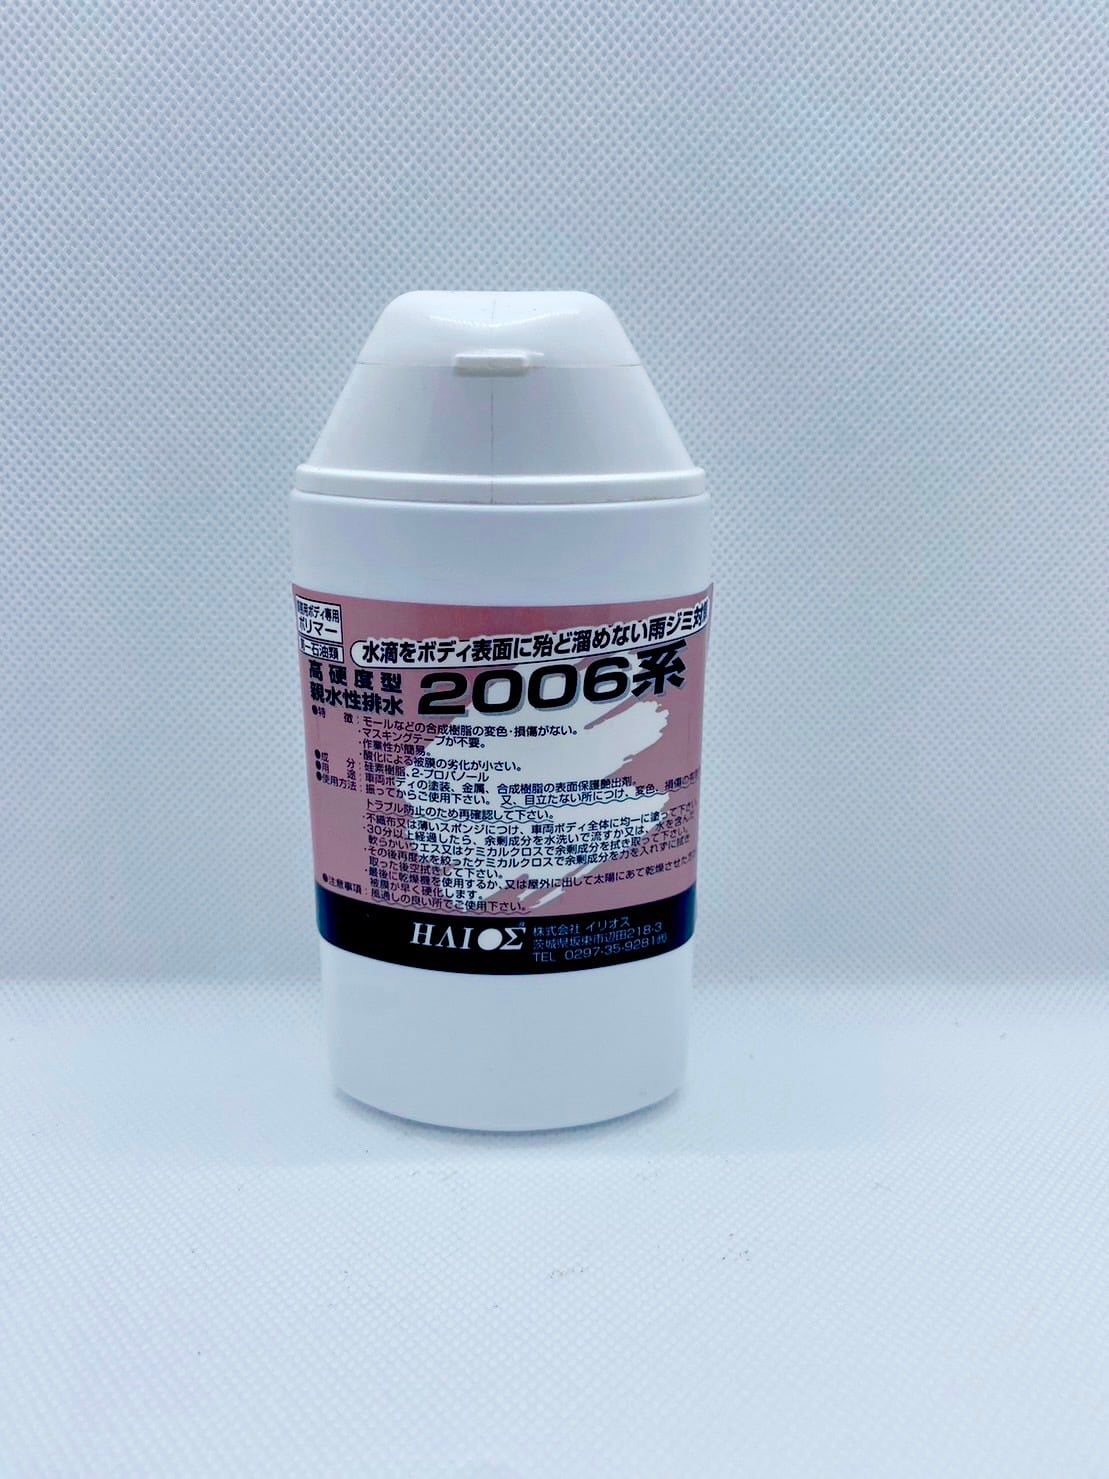 業務用ボディ専用
ポリマー
第一石油類
水滴をボディ表面に殆ど溜めない雨ジミ対策
高硬度型
親水性排水
2006系
●特　徴：モールなどの合成樹脂の変色・損傷がない。
・マスキングテープが不要。
・作業性が簡易。
・酸化による被膜の劣化が小さい。
●成　分：硅素樹脂、2-プロパノール
●用　途：車両ボディの塗装、金属、合成樹脂の表面保護艶出剤。
●使用方法：振ってからご使用下さい。又、目立たない所につけ、変色、損傷の有無
トラブル防止のため再確認して下さい。
・不織布又は薄いスポンジにつけ、車両ボディ全体に均一に塗って下さい。
・30分以上経過したら、余剰成分を水洗いで流すか又は、水を含んだ
軟らかいウエス又はケミカルクロスで余剰成分を拭き取って下さい。
・その後再度水を絞ったケミカルクロスで余剰成分を力を入れずに拭き
取った後空拭きして下さい。
・最後に乾燥機を使用するか、又は屋外に出して太陽にあて乾燥させた方が
被膜が早く硬化します。
●注意事項：風通しの良い所でご使用下さい。
HΛI●Σ
株式会社 イリオス
茨城県坂東市辺田218-3
TEL 0297-35-9281㈹